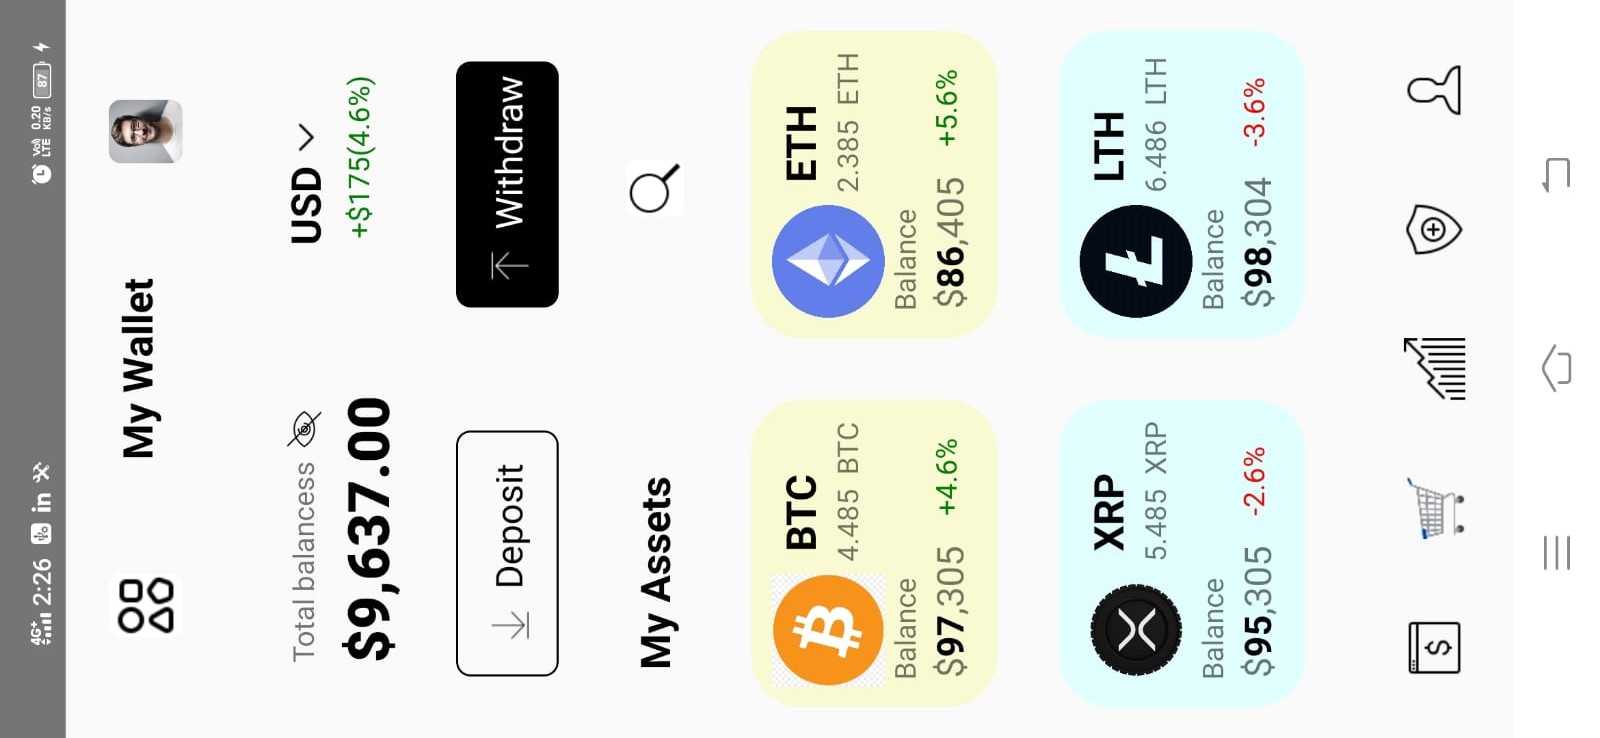 4G+ 2:26 in Vo) LTE 0.20 KB/s 87
My Wallet
Total balancess USD
$9,637.00 +$175(4.6%)
Deposit Withdraw
My Assets
BTC
4.485 BTC
Balance
$97,305 +4.6%
ETH
2.385 ETH
Balance
$86,405 +5.6%
XRP
5.485 XRP
Balance
$95,305 -2.6%
LTH
6.486 LTH
Balance
$98,304 -3.6%